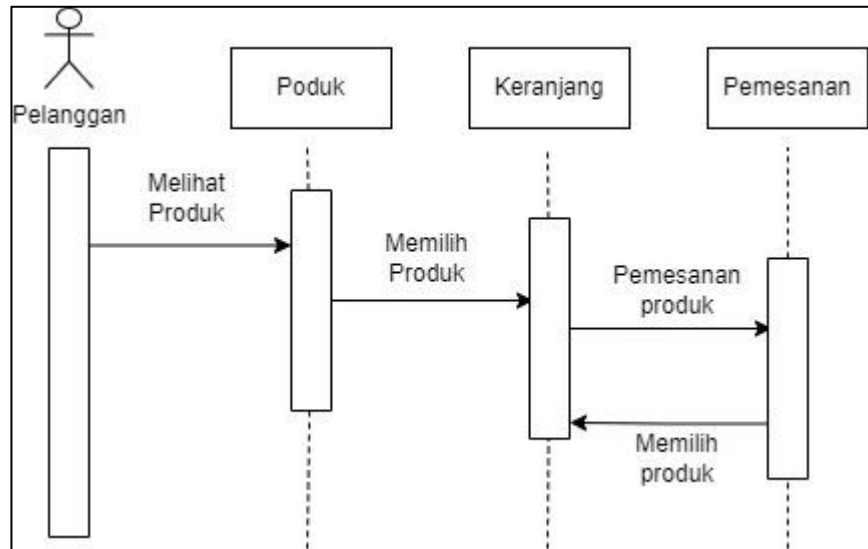 Pelanggan
Poduk
Keranjang
Pemesanan
Melihat
Produk
Memilih
Produk
Pemesanan
produk
Memilih
produk